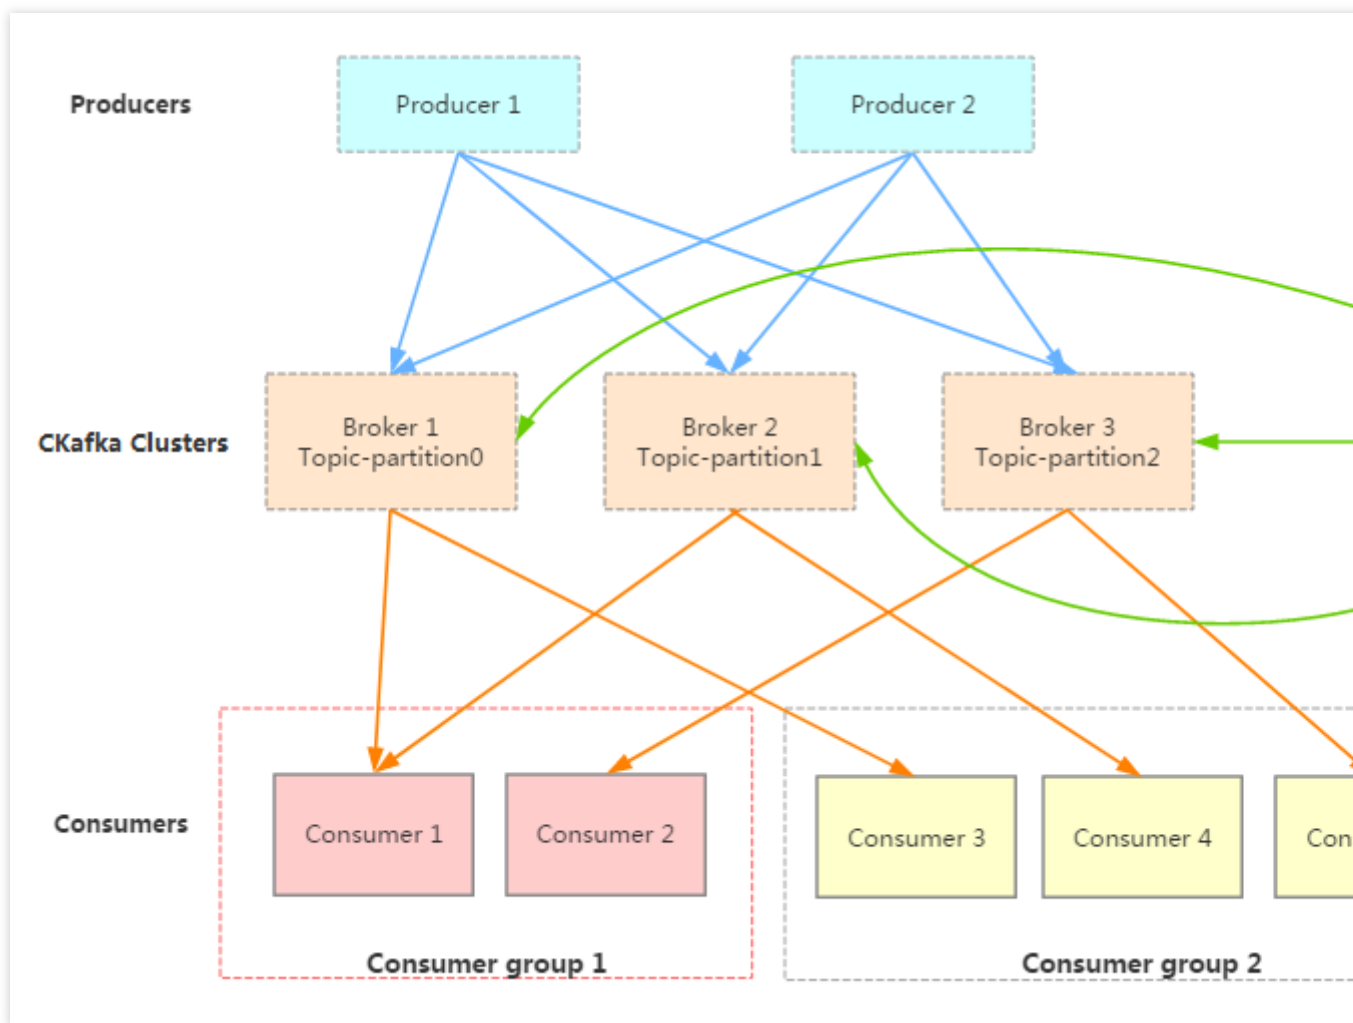 Producers
Producer 1
Producer 2
CKafka Clusters
Broker 1
Topic-partition0
Broker 2
Topic-partition1
Broker 3
Topic-partition2
Consumers
Consumer 1
Consumer 2
Consumer 3
Consumer 4
Con
Consumer group 1
Consumer group 2